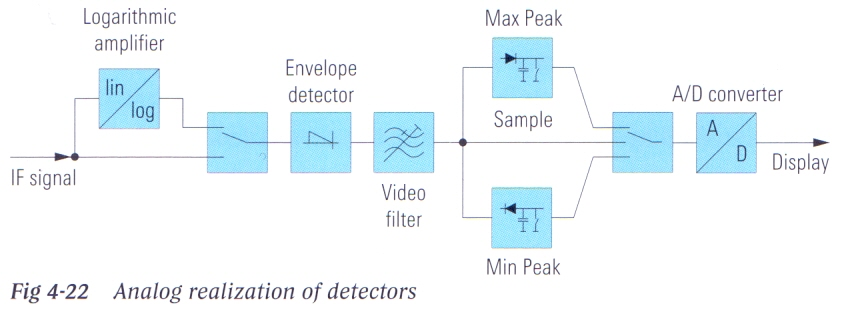 Logarithmic
amplifier
lin
log
IF signal
Envelope
detector
Video
filter
Max Peak
Sample
Min Peak
A/D converter
A
D
Display
Fig 4-22 Analog realization of detectors